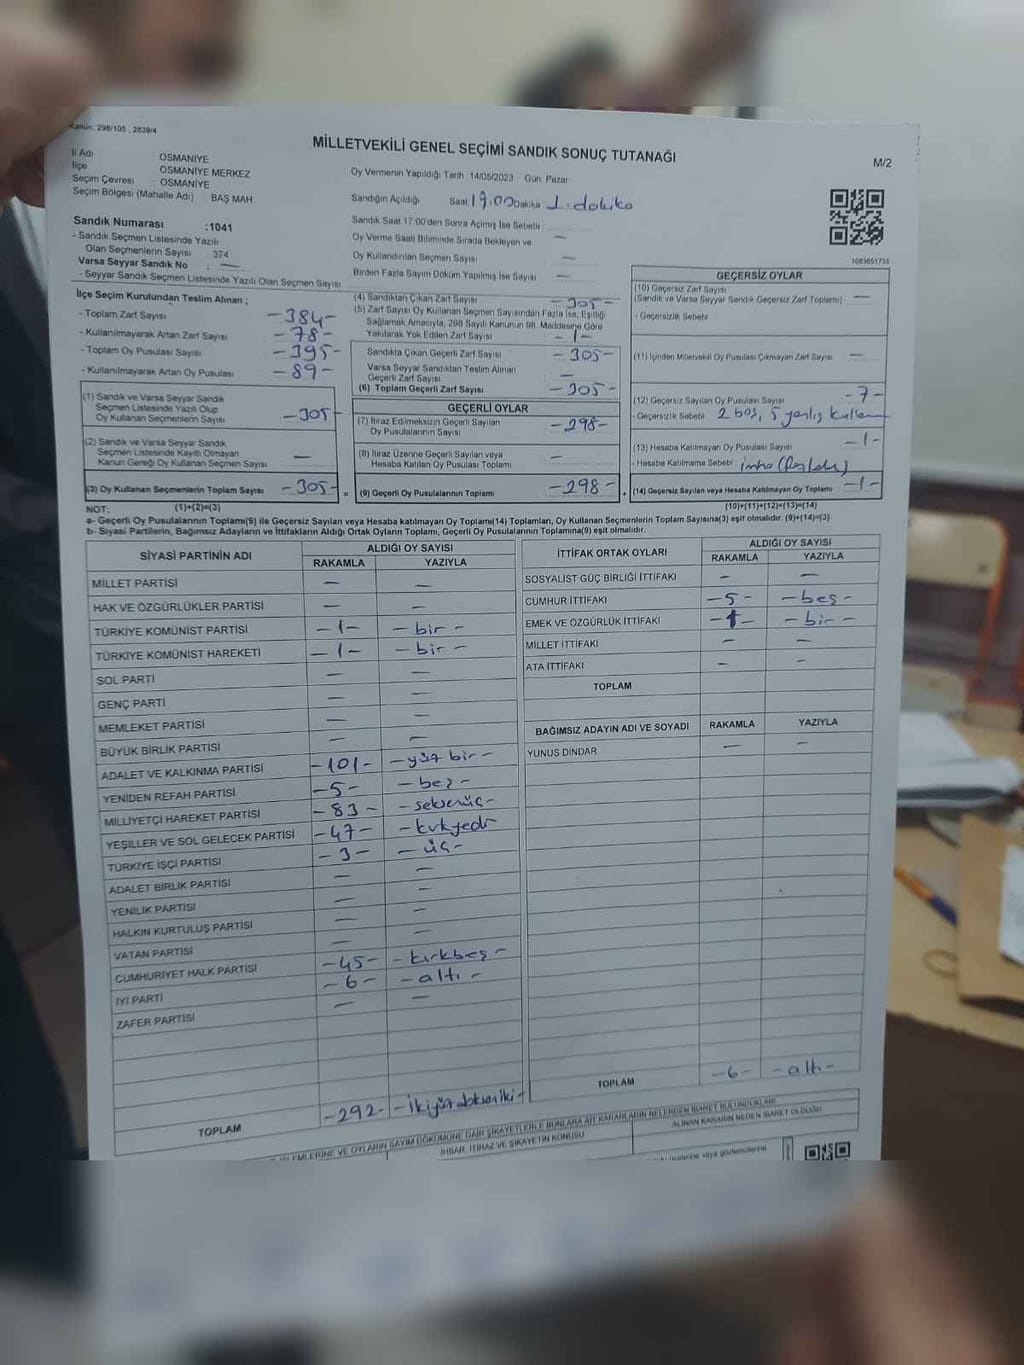 Kanun: 298/105 , 2839/4
MİLLETVEKİLİ GENEL SEÇİMİ SANDIK SONUÇ TUTANAĞI
M/2
İl Adı : OSMANİYE
İlçe : OSMANİYE MERKEZ
Seçim Çevresi : OSMANİYE
Seçim Bölgesi (Mahalle Adı) : BAŞ MAH
Oy Vermenin Yapıldığı Tarih :14/05/2023 Gün: Pazar
Sandığın Açıldığı Saat: Dakika
Sandık Saat 17:00'den Sonra Açılmış İse Sebebi : —
Oy Verme Saati Bitiminde Sırada Bekleyen ve
Oy Kullandırılan Seçmen Sayısı : —
Birden Fazla Sayım Döküm Yapılmış İse Sayısı : —
1083651735
Sandık Numarası :1041
- Sandık Seçmen Listesinde Yazılı
Olan Seçmenlerin Sayısı : 374
Varsa Seyyar Sandık No : —
- Seyyar Sandık Seçmen Listesinde Yazılı Olan Seçmen Sayısı
İlçe Seçim Kurulundan Teslim Alınan ;
- Toplam Zarf Sayısı -384-
- Kullanılmayarak Artan Zarf Sayısı -78-
- Toplam Oy Pusulası Sayısı -395-
- Kullanılmayarak Artan Oy Pusulası -89-
(1) Sandık ve Varsa Seyyar Sandık
Seçmen Listesinde Yazılı Olup
Oy Kullanan Seçmenlerin Sayısı -305-
(2) Sandık ve Varsa Seyyar Sandık
Seçmen Listesinde Kayıtlı Olmayan
Kanun Gereği Oy Kullanan Seçmen Sayısı —
(3) Oy Kullanan Seçmenlerin Toplam Sayısı -305-
(1)+(2)=(3)
(4) Sandıktan Çıkan Zarf Sayısı -305-
(5) Zarf Sayısı Oy Kullanan Seçmen Sayısından Fazla İse, Eşitliği
Sağlamak Amacıyla, 298 Sayılı Kanunun 98. Maddesine Göre
Yakılarak Yok Edilen Zarf Sayısı
Sandıkta Çıkan Geçerli Zarf Sayısı -305-
Varsa Seyyar Sandıktan Teslim Alınan
Geçerli Zarf Sayısı —
(6) Toplam Geçerli Zarf Sayısı -305-
GEÇERLİ OYLAR
(7) İtiraz Edilmeksizin Geçerli Sayılan
Oy Pusulalarının Sayısı -298-
(8) İtiraz Üzerine Geçerli Sayılan veya
Hesaba Katılan Oy Pusulası Toplamı —
= (9) Geçerli Oy Pusulalarının Toplamı -298-
GEÇERSİZ OYLAR
(10) Geçersiz Zarf Sayısı
(Sandık ve Varsa Seyyar Sandık Geçersiz Zarf Toplamı) —
- Geçersizlik Sebebi
(11) İçinden Milletvekili Oy Pusulası Çıkmayan Zarf Sayısı —
(12) Geçersiz Sayılan Oy Pusulası Sayısı -7-
- Geçersizlik Sebebi 2 boş, 5 yanlış
(13) Hesaba Katılmayan Oy Pusulası Sayısı -1-
- Hesaba Katılmama Sebebi : imha
+ (14) Geçersiz Sayılan veya Hesaba Katılmayan Oy Toplamı -1-
(10)+(11)+(12)+(13)=(14)
NOT:
a- Geçerli Oy Pusulalarının Toplamı(9) ile Geçersiz Sayılan veya Hesaba katılmayan Oy Toplamı(14) Toplamları, Oy Kullanan Seçmenlerin Toplam Sayısına(3) eşit olmalıdır. (9)+(14)=(3)
b- Siyasi Partilerin, Bağımsız Adayların ve İttifakların Aldığı Ortak Oyların Toplamı, Geçerli Oy Pusulalarının Toplamına(9) eşit olmalıdır.
SİYASİ PARTİNİN ADI ALDIĞI OY SAYISI
RAKAMLA YAZIYLA
MİLLET PARTİSİ — —
HAK VE ÖZGÜRLÜKLER PARTİSİ — —
TÜRKİYE KOMÜNİST PARTİSİ -1- -bir-
TÜRKİYE KOMÜNİST HAREKETİ -1- -bir-
SOL PARTİ — —
GENÇ PARTİ — —
MEMLEKET PARTİSİ — —
BÜYÜK BİRLİK PARTİSİ — —
ADALET VE KALKINMA PARTİSİ -101- -yüz bir-
YENİDEN REFAH PARTİSİ -5- -beş-
MİLLİYETÇİ HAREKET PARTİSİ -83- -seksenüç-
YEŞİLLER VE SOL GELECEK PARTİSİ -47- -kırkyedi
TÜRKİYE İŞÇİ PARTİSİ -3- -üç-
ADALET BİRLİK PARTİSİ — —
YENİLİK PARTİSİ — —
HALKIN KURTULUŞ PARTİSİ — —
VATAN PARTİSİ — —
CUMHURİYET HALK PARTİSİ -45- -kırkbeş-
İYİ PARTİ -6- -altı-
ZAFER PARTİSİ — —
TOPLAM -292-
İTTİFAK ORTAK OYLARI ALDIĞI OY SAYISI
RAKAMLA YAZIYLA
SOSYALİST GÜÇ BİRLİĞİ İTTİFAKI — —
CUMHUR İTTİFAKI -5- -beş-
EMEK VE ÖZGÜRLÜK İTTİFAKI -1- -bir-
MİLLET İTTİFAKI — —
ATA İTTİFAKI — —
TOPLAM
BAĞIMSIZ ADAYIN ADI VE SOYADI RAKAMLA YAZIYLA
YUNUS DİNDAR — —
TOPLAM -6- -altı-
İŞLEMLERİNE VE OYLARIN SAYIM DÖKÜMÜNE DAİR ŞİKAYETLERLE BUNLARA AİT KARARLARIN NELERDEN İBARET BULUNDUKLARI
İHBAR, İTİRAZ VE ŞİKAYETİN KONUSU
ALINAN KARARIN NEDEN İBARET OLDUĞU